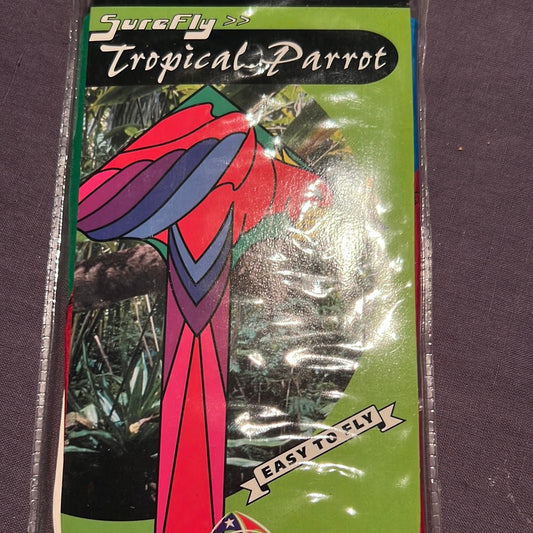 SureFly >>
Tropical Parrot
EASY TO FLY